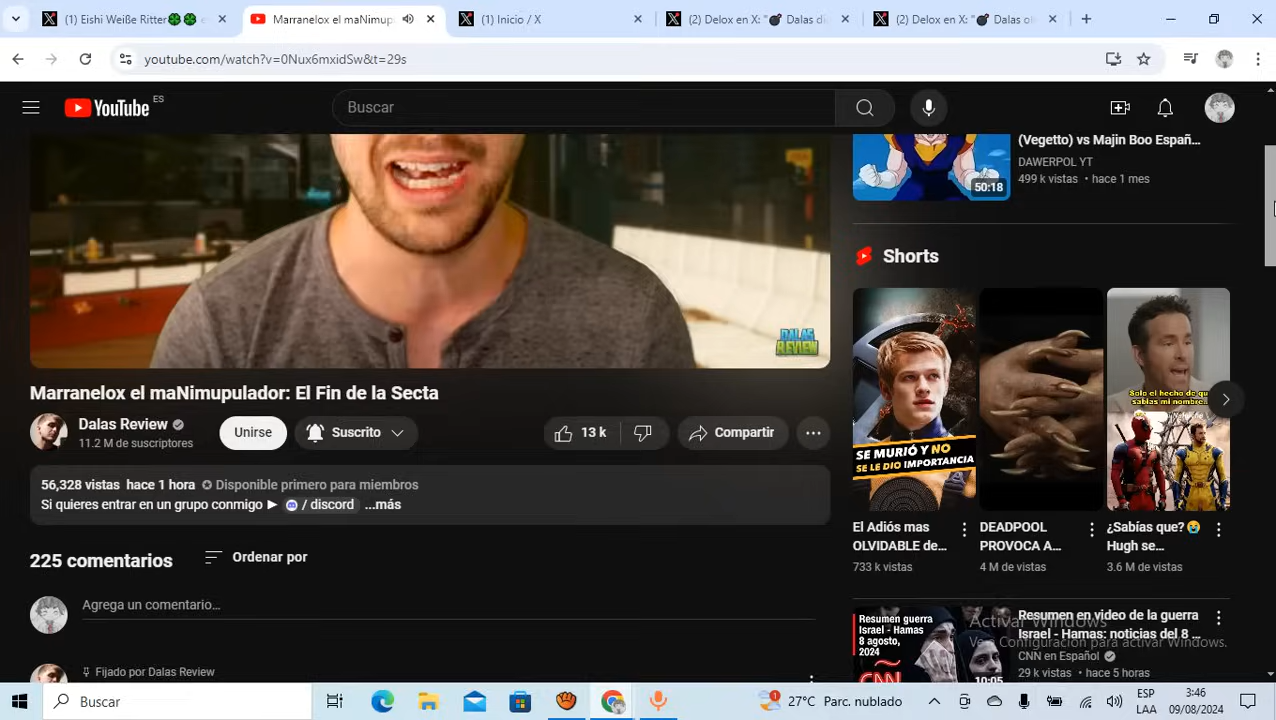 (1) Eishi Weiße Ritter🍀🍀 e
Marranelox el maNimup
(1) Inicio / X
(2) Delox en X: "💣 Dalas di
(2) Delox en X: "💣 Dalas ol
youtube.com/watch?v=0Nux6mxidSw&t=29s
YouTube ES
Buscar
DALAS
REVIEW
Marranelox el maNimupulador: El Fin de la Secta
Dalas Review
11.2 M de suscriptores
Unirse
Suscrito
13 k
Compartir
56,328 vistas hace 1 hora Disponible primero para miembros
Si quieres entrar en un grupo conmigo ► / discord ...más
225 comentarios
Ordenar por
Agrega un comentario...
Fijado por Dalas Review
(Vegetto) vs Majin Boo Españ...
DAWERPOL YT
499 k vistas • hace 1 mes
50:18
Shorts
SE MURIÓ Y NO
SE LE DIO IMPORTANCIA
Solo el hecho de que
sabías mi nombre..
El Adiós mas
OLVIDABLE de...
733 k vistas
DEADPOOL
PROVOCA A...
4 M de vistas
¿Sabías que? 😭
Hugh se...
3.6 M de vistas
Resumen guerra
Israel - Hamas
8 agosto,
2024
CNN
10:05
Resumen en video de la guerra
Israel - Hamas: noticias del 8 ...
CNN en Español
29 k vistas • hace 5 horas
Activar Windows
Ve a Configuración para activar Windows.
Buscar
1
27°C Parc. nublado
ESP
LAA
3:46
09/08/2024